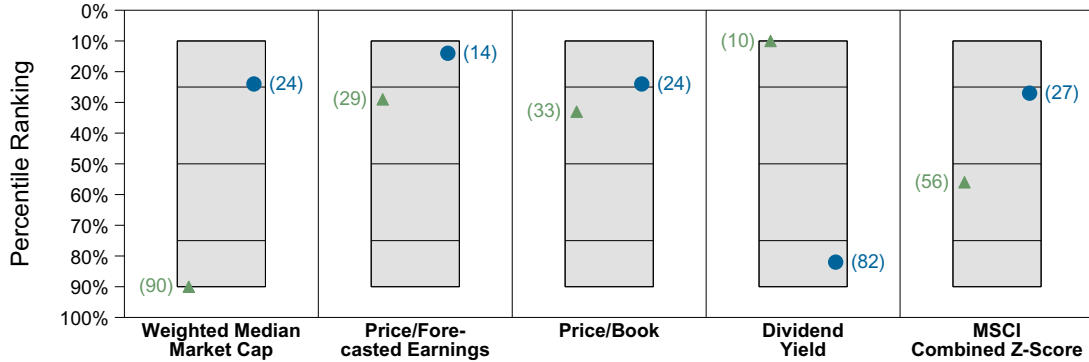 Percentile Ranking
0%
10%
20%
30%
40%
50%
60%
70%
80%
90%
100%
(90)
(24)
(29)
(14)
(33)
(24)
(10)
(82)
(56)
(27)
Weighted Median
Market Cap
Price/Fore-
casted Earnings
Price/Book
Dividend
Yield
MSCI
Combined Z-Score